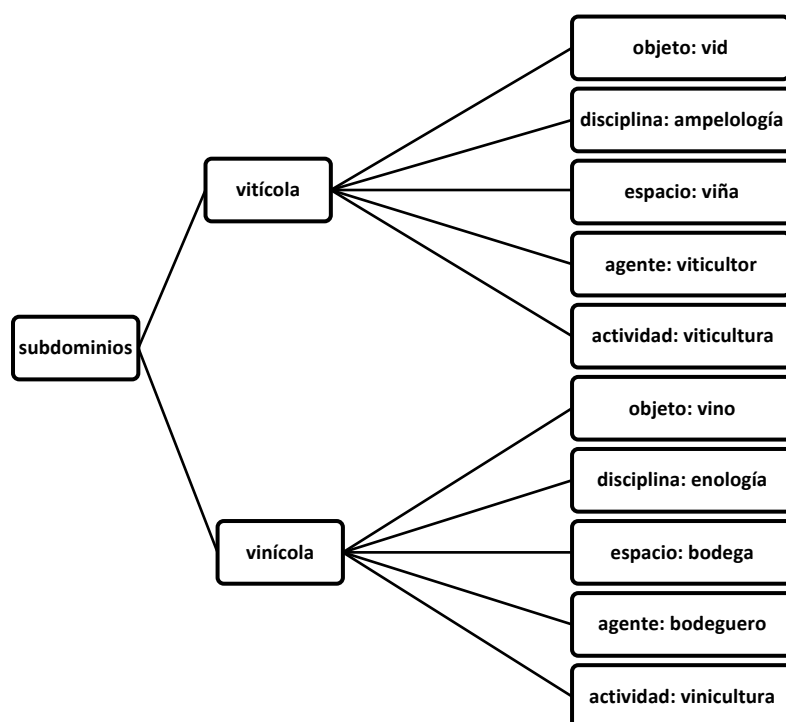 subdominios
vitícola
objeto: vid
disciplina: ampelología
espacio: viña
agente: viticultor
actividad: viticultura
vinícola
objeto: vino
disciplina: enología
espacio: bodega
agente: bodeguero
actividad: vinicultura